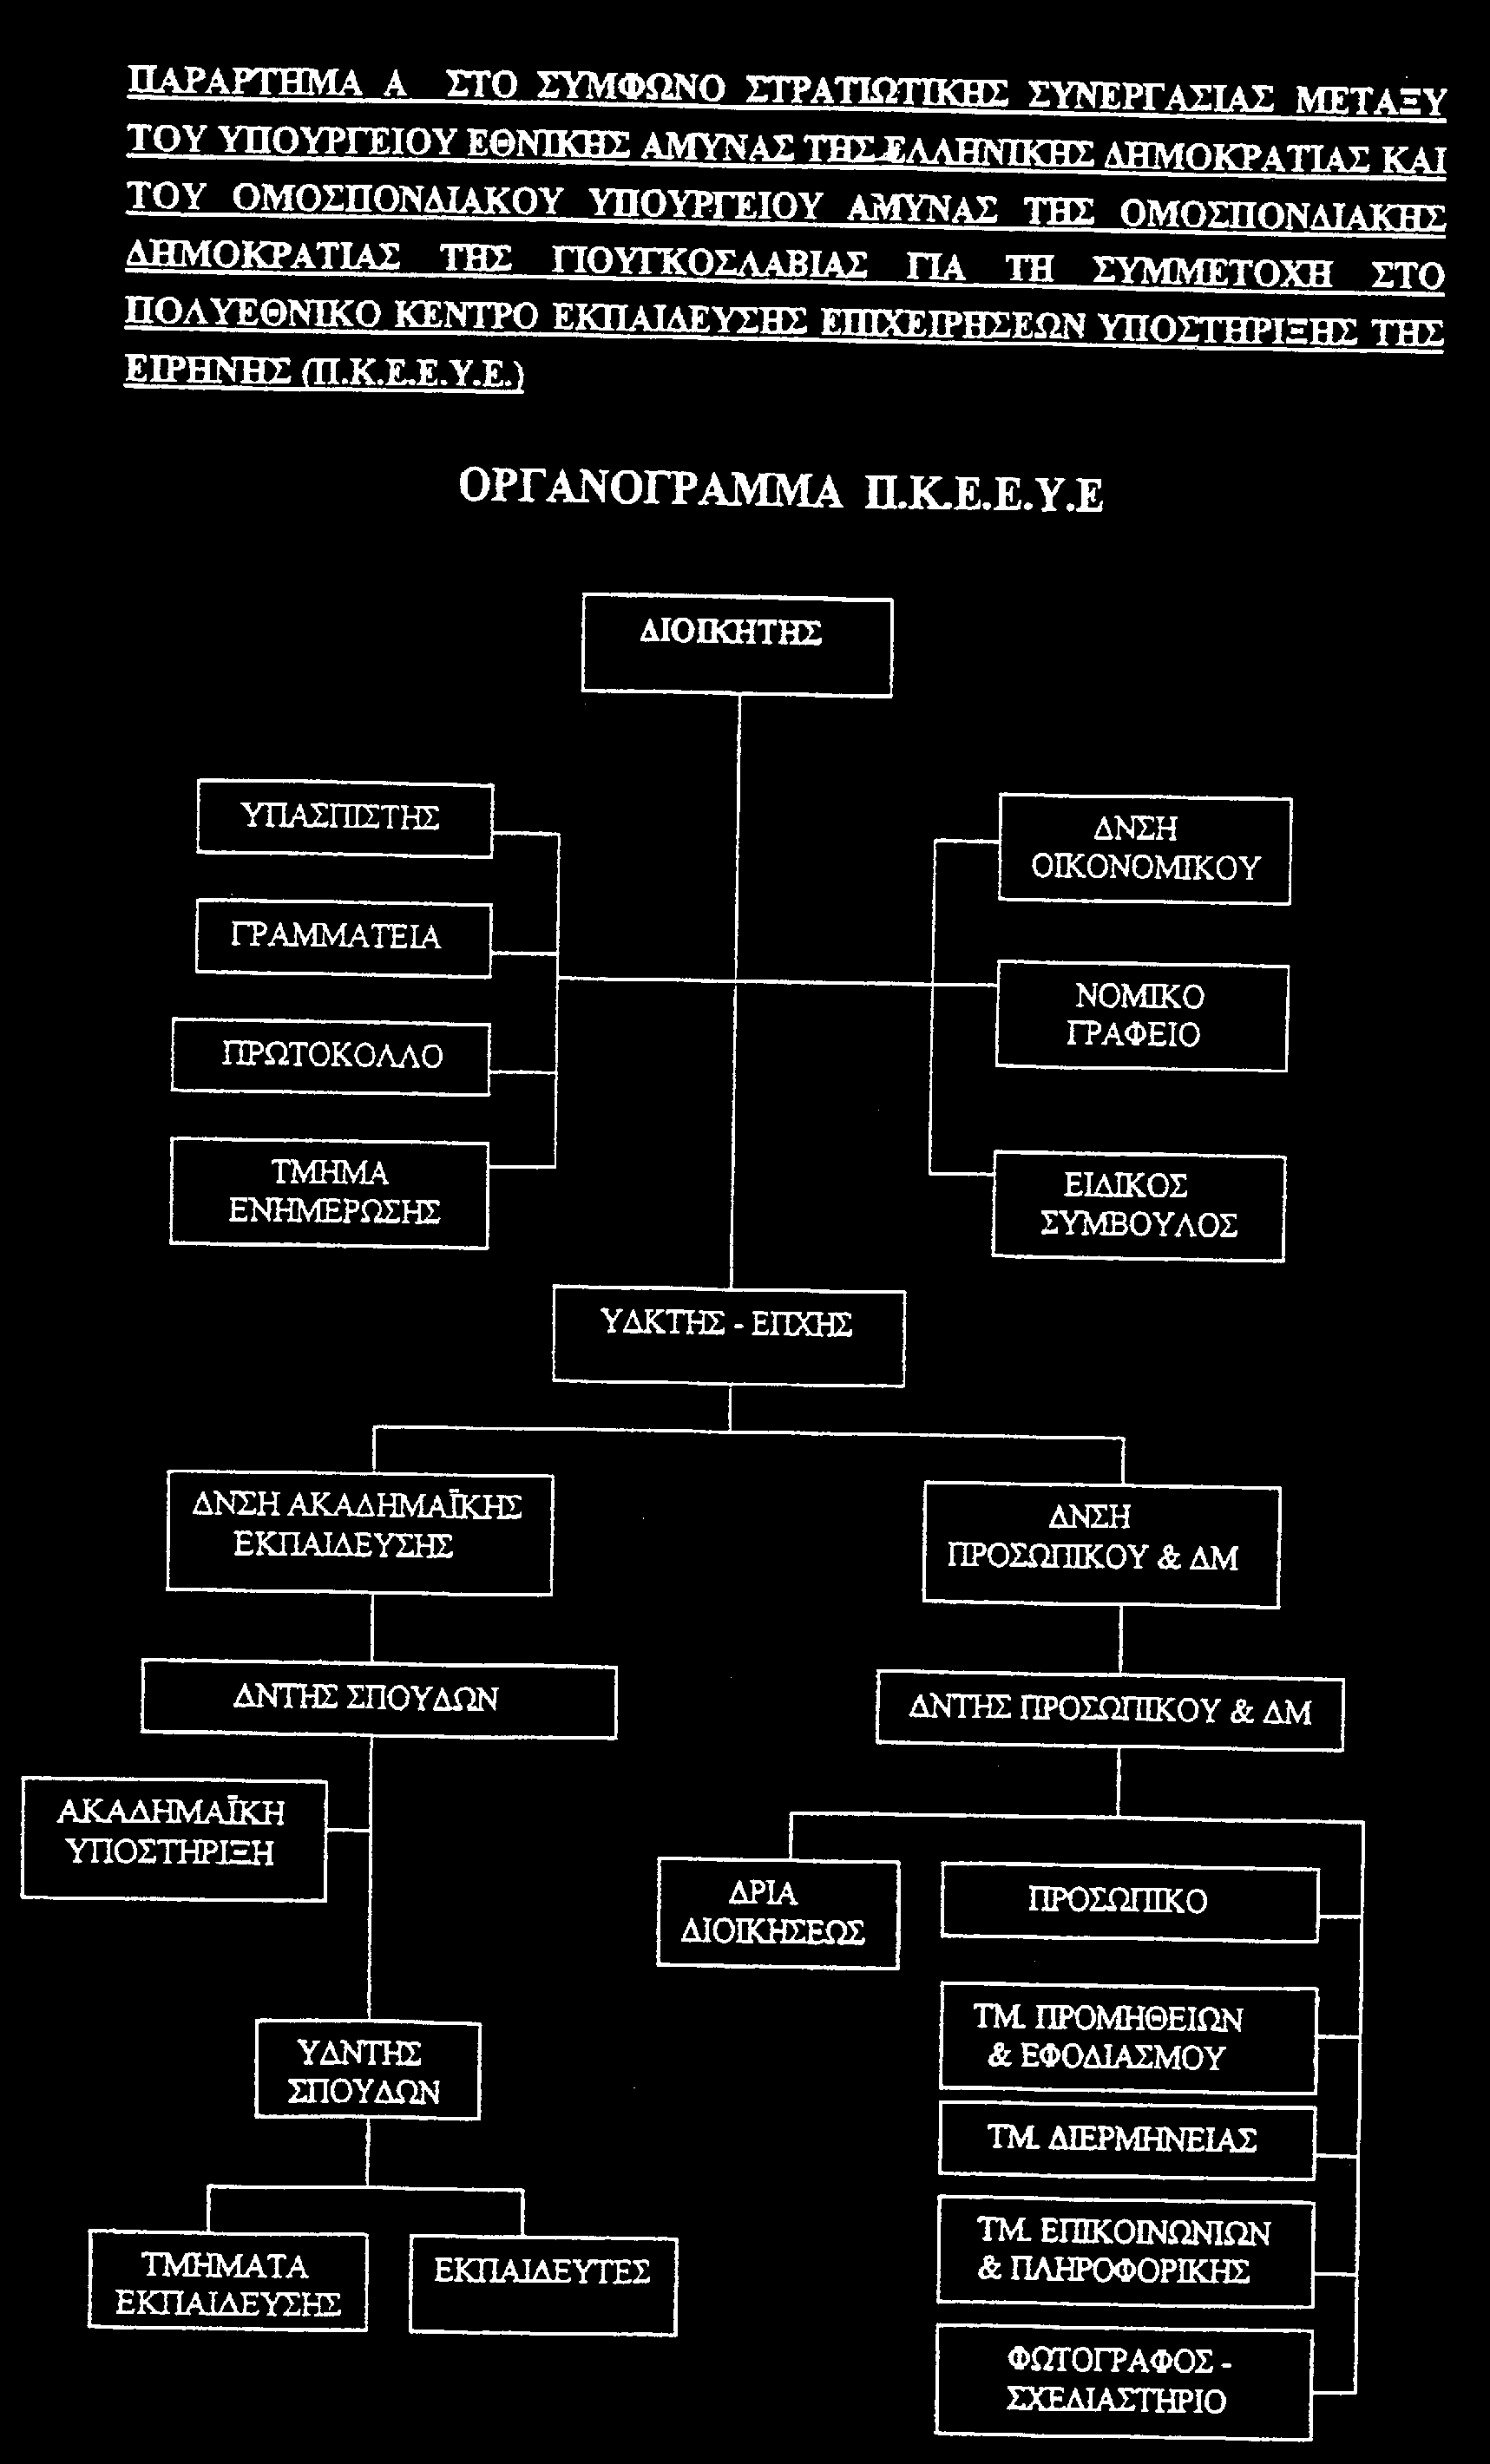 ΠΑΡΑΡΤΗΜΑ Α ΣΤΟ ΣΥΜΦΩΝΟ ΣΤΡΑΤΙΩΤΙΚΗΣ ΣΥΝΕΡΓΑΣΙΑΣ ΜΕΤΑΞΥ
ΤΟΥ ΥΠΟΥΡΓΕΙΟΥ ΕΘΝΙΚΗΣ ΑΜΥΝΑΣ ΤΗΣ ΕΛΛΗΝΙΚΗΣ ΔΗΜΟΚΡΑΤΙΑΣ ΚΑΙ
ΤΟΥ ΟΜΟΣΠΟΝΔΙΑΚΟΥ ΥΠΟΥΡΓΕΙΟΥ ΑΜΥΝΑΣ ΤΗΣ ΟΜΟΣΠΟΝΔΙΑΚΗΣ
ΔΗΜΟΚΡΑΤΙΑΣ ΤΗΣ ΓΙΟΥΓΚΟΣΛΑΒΙΑΣ ΓΙΑ ΤΗ ΣΥΜΜΕΤΟΧΗ ΣΤΟ
ΠΟΛΥΕΘΝΙΚΟ ΚΕΝΤΡΟ ΕΚΠΑΙΔΕΥΣΗΣ ΕΠΙΧΕΙΡΗΣΕΩΝ ΥΠΟΣΤΗΡΙΞΗΣ ΤΗΣ
ΕΙΡΗΝΗΣ (Π.Κ.Ε.Ε.Υ.Ε.)
ΟΡΓΑΝΟΓΡΑΜΜΑ Π.Κ.Ε.Ε.Υ.Ε
ΔΙΟΙΚΗΤΗΣ
ΥΠΑΣΠΙΣΤΗΣ
ΓΡΑΜΜΑΤΕΙΑ
ΠΡΩΤΟΚΟΛΛΟ
ΤΜΗΜΑ
ΕΝΗΜΕΡΩΣΗΣ
ΔΝΣΗ
ΟΙΚΟΝΟΜΙΚΟΥ
ΝΟΜΙΚΟ
ΓΡΑΦΕΙΟ
ΕΙΔΙΚΟΣ
ΣΥΜΒΟΥΛΟΣ
ΥΔΚΤΗΣ - ΕΠΧΗΣ
ΔΝΣΗ ΑΚΑΔΗΜΑΪΚΗΣ
ΕΚΠΑΙΔΕΥΣΗΣ
ΔΝΤΗΣ ΣΠΟΥΔΩΝ
ΑΚΑΔΗΜΑΪΚΗ
ΥΠΟΣΤΗΡΙΞΗ
ΥΔΝΤΗΣ
ΣΠΟΥΔΩΝ
ΤΜΗΜΑΤΑ
ΕΚΠΑΙΔΕΥΣΗΣ
ΕΚΠΑΙΔΕΥΤΕΣ
ΔΝΣΗ
ΠΡΟΣΩΠΙΚΟΥ & ΔΜ
ΔΝΤΗΣ ΠΡΟΣΩΠΙΚΟΥ & ΔΜ
ΔΡΙΑ
ΔΙΟΙΚΗΣΕΩΣ
ΠΡΟΣΩΠΙΚΟ
ΤΜ. ΠΡΟΜΗΘΕΙΩΝ
& ΕΦΟΔΙΑΣΜΟΥ
ΤΜ. ΔΙΕΡΜΗΝΕΙΑΣ
ΤΜ. ΕΠΙΚΟΙΝΩΝΙΩΝ
& ΠΛΗΡΟΦΟΡΙΚΗΣ
ΦΩΤΟΓΡΑΦΟΣ -
ΣΧΕΔΙΑΣΤΗΡΙΟ